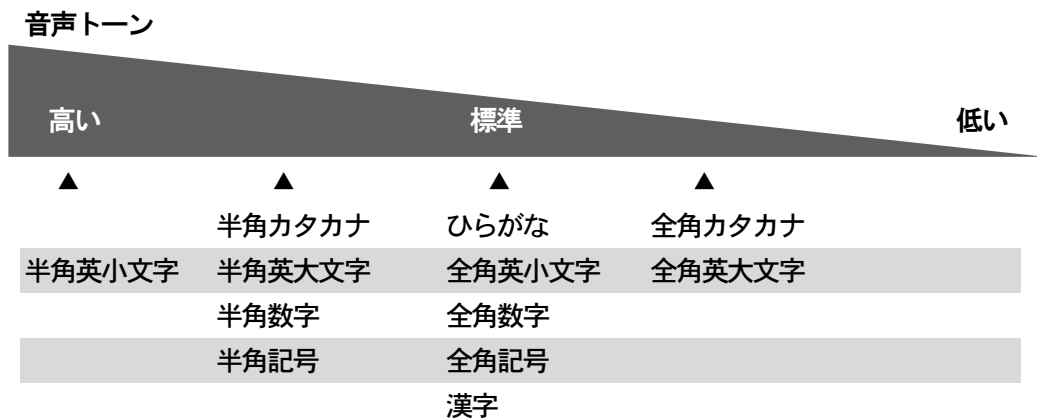 音声トーン
高い 標準 低い
▲ ▲ ▲ ▲
半角カタカナ ひらがな 全角カタカナ
半角英小文字 半角英大文字 全角英小文字 全角英大文字
半角数字 全角数字
半角記号 全角記号
漢字